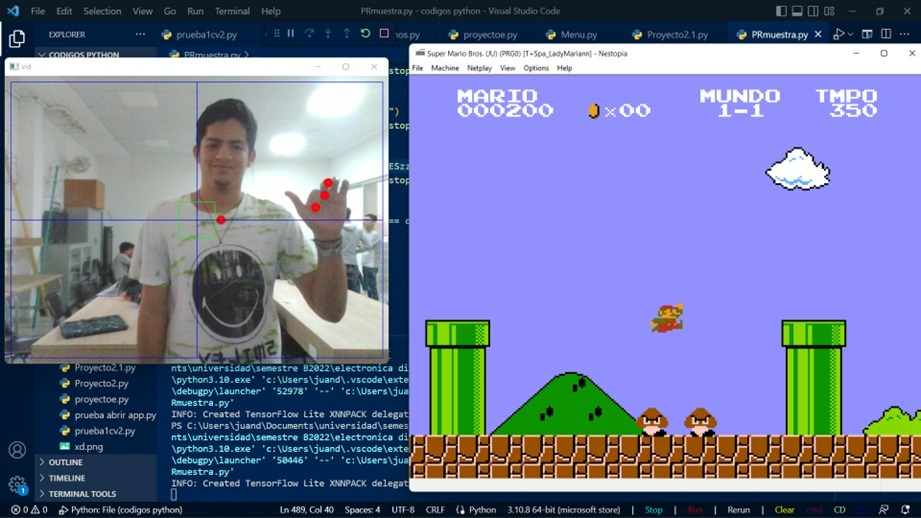 File Edit Selection View Go Run Terminal Help
PRmuestra.py - codigos python - Visual Studio Code
EXPLORER
prueba1cv2.py
proyectoe.py
Menu.py
Proyecto2.1.py
PRmuestra.py
CODIGOS PYTHON
PRmuestra.py
vid
Super Mario Bros. (JU) (PRG0) [T+Spa_LadyMariann] - Nestopia
File Machine Netplay View Options Help
MARIO
000200
×00
MUNDO
1-1
TMPO
350
nts\universidad\semestre B2022\electronica di
Proyecto2.1.py
\python3.10.exe' 'c:\Users\juand\.vscode\exte
Proyecto2.py
\debugpy\launcher' '52978' '--' 'c:\Users\jua
proyectoe.py
Rmuestra.py'
prueba abrir app.py
INFO: Created TensorFlow Lite XNNPACK delegat
prueba1cv2.py
PS C:\Users\juand\Documents\universidad\semes
xd.png
nts\universidad\semestre B2022\electronica di
\python3.10.exe' 'c:\Users\juand\.vscode\exte
OUTLINE
\debugpy\launcher' '50446' '--' 'c:\Users\jua
TIMELINE
Rmuestra.py'
TERMINAL TOOLS
INFO: Created TensorFlow Lite XNNPACK delegat
0 0 Python: File (codigos python) Ln 489, Col 40 Spaces: 4 UTF-8 CRLF Python 3.10.8 64-bit (microsoft store) Stop Run Rerun Clear cmd CD